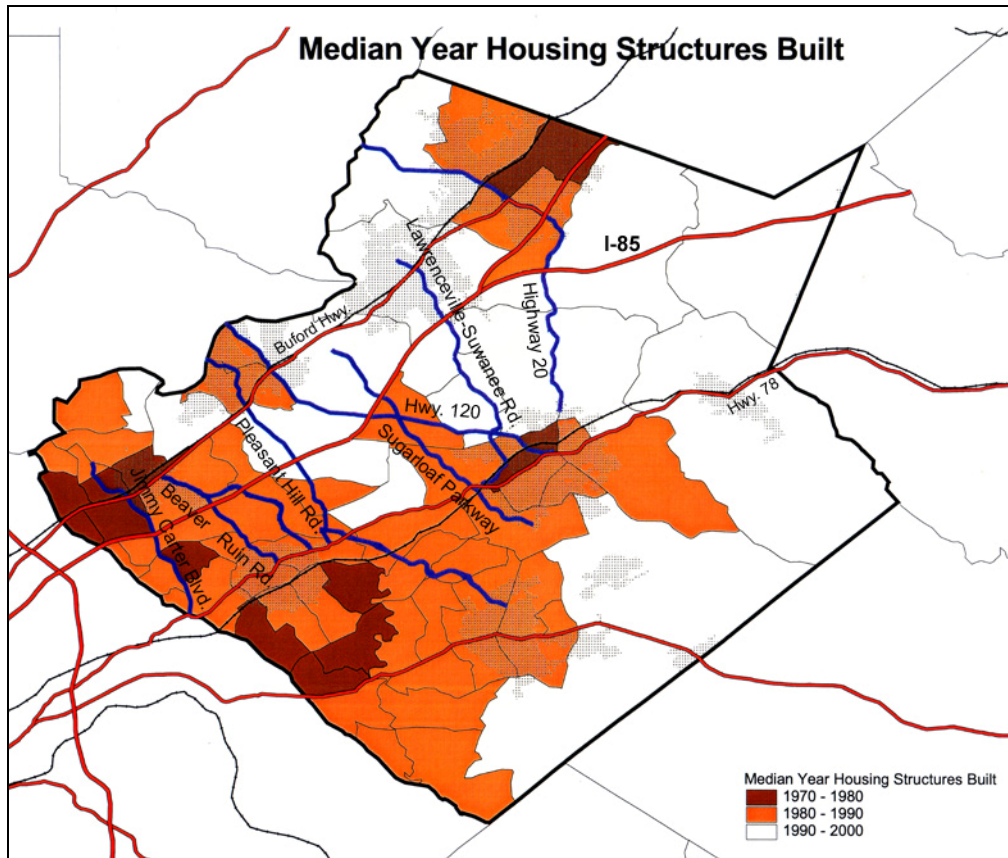 Median Year Housing Structures Built
I-85
Lawrenceville-Suwanee Rd.
Highway 20
Buford Hwy.
Hwy. 78
Hwy. 120
Pleasant Hill Rd.
Sugarloaf Parkway
Jimmy Carter Blvd.
Beaver Ruin Rd.
Median Year Housing Structures Built
1970 - 1980
1980 - 1990
1990 - 2000